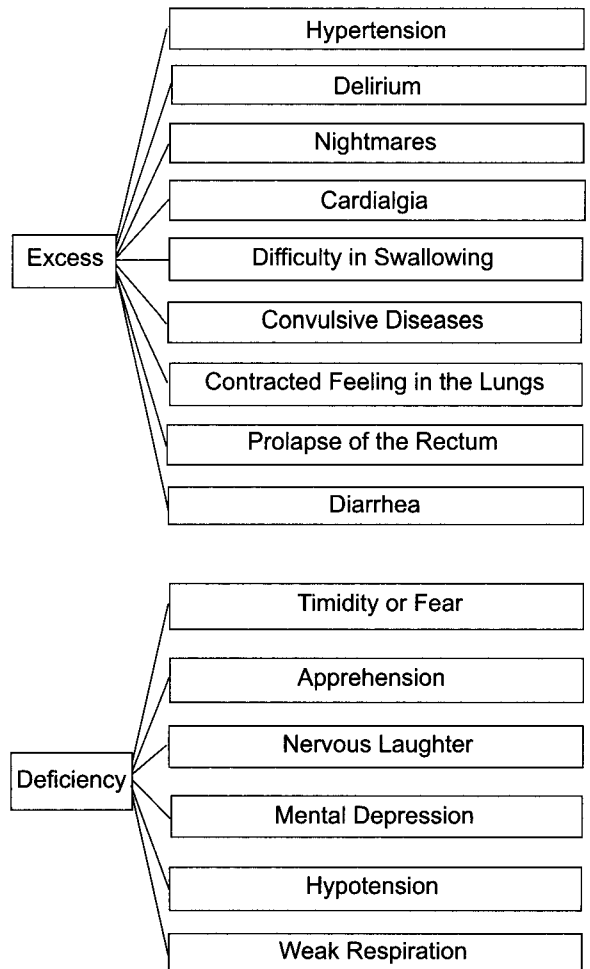 Hypertension
Delirium
Nightmares
Cardialgia
Excess
Difficulty in Swallowing
Convulsive Diseases
Contracted Feeling in the Lungs
Prolapse of the Rectum
Diarrhea
Timidity or Fear
Apprehension
Nervous Laughter
Deficiency
Mental Depression
Hypotension
Weak Respiration